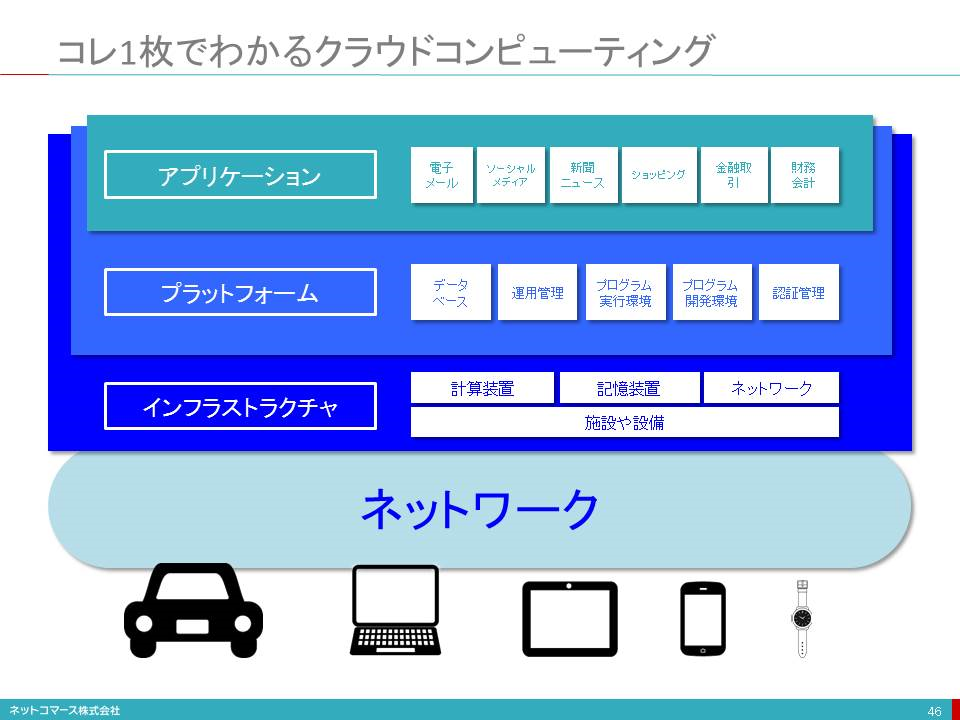 コレ1枚でわかるクラウドコンピューティング
アプリケーション
電子
メール
ソーシャル
メディア
新聞
ニュース
ショッピング
金融取
引
財務
会計
プラットフォーム
データ
ベース
運用管理
プログラム
実行環境
プログラム
開発環境
認証管理
インフラストラクチャ
計算装置
記憶装置
ネットワーク
施設や設備
ネットワーク
ネットコマース株式会社
46